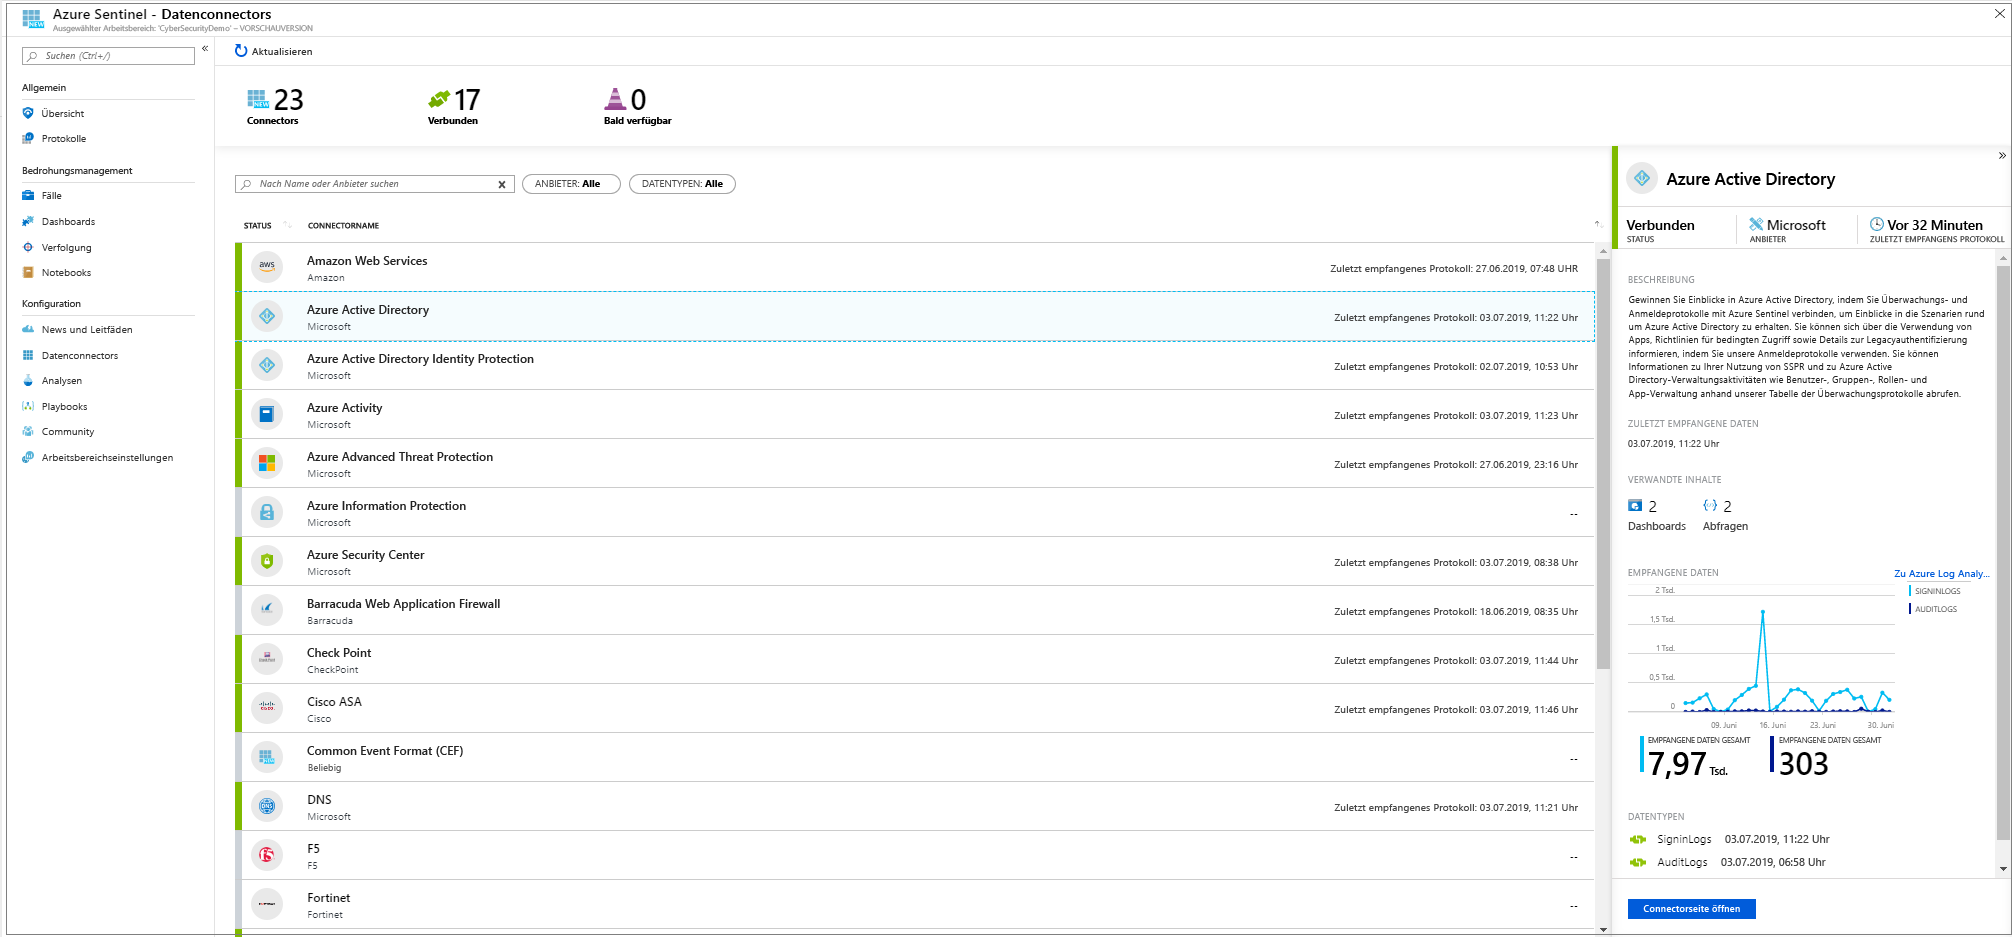 Azure Sentinel - Datenconnectors
Ausgewählter Arbeitsbereich: 'CyberSecurityDemo' – VORSCHAUVERSION
Suchen (Ctrl+/)
Allgemein
Übersicht
Protokolle
Bedrohungsmanagement
Fälle
Dashboards
Verfolgung
Notebooks
Konfiguration
News und Leitfäden
Datenconnectors
Analysen
Playbooks
Community
Arbeitsbereichseinstellungen
Aktualisieren
23
Connectors
17
Verbunden
0
Bald verfügbar
Nach Name oder Anbieter suchen
ANBIETER: Alle
DATENTYPEN: Alle
STATUS CONNECTORNAME
Amazon Web Services
Amazon
Zuletzt empfangenes Protokoll: 27.06.2019, 07:48 UHR
Azure Active Directory
Microsoft
Zuletzt empfangenes Protokoll: 03.07.2019, 11:22 Uhr
Azure Active Directory Identity Protection
Microsoft
Zuletzt empfangenes Protokoll: 02.07.2019, 10:53 Uhr
Azure Activity
Microsoft
Zuletzt empfangenes Protokoll: 03.07.2019, 11:23 Uhr
Azure Advanced Threat Protection
Microsoft
Zuletzt empfangenes Protokoll: 27.06.2019, 23:16 Uhr
Azure Information Protection
Microsoft
--
Azure Security Center
Microsoft
Zuletzt empfangenes Protokoll: 03.07.2019, 08:38 Uhr
Barracuda Web Application Firewall
Barracuda
Zuletzt empfangenes Protokoll: 18.06.2019, 08:35 Uhr
Check Point
CheckPoint
Zuletzt empfangenes Protokoll: 03.07.2019, 11:44 Uhr
Cisco ASA
Cisco
Zuletzt empfangenes Protokoll: 03.07.2019, 11:46 Uhr
Common Event Format (CEF)
Beliebig
--
DNS
Microsoft
Zuletzt empfangenes Protokoll: 03.07.2019, 11:21 Uhr
F5
F5
--
Fortinet
Fortinet
--
Azure Active Directory
Verbunden
STATUS
Microsoft
ANBIETER
Vor 32 Minuten
ZULETZT EMPFANGENS PROTOKOLL
BESCHREIBUNG
Gewinnen Sie Einblicke in Azure Active Directory, indem Sie Überwachungs- und
Anmeldeprotokolle mit Azure Sentinel verbinden, um Einblicke in die Szenarien rund
um Azure Active Directory zu erhalten. Sie können sich über die Verwendung von
Apps, Richtlinien für bedingten Zugriff sowie Details zur Legacyauthentifizierung
informieren, indem Sie unsere Anmeldeprotokolle verwenden. Sie können
Informationen zu Ihrer Nutzung von SSPR und zu Azure Active
Directory-Verwaltungsaktivitäten wie Benutzer-, Gruppen-, Rollen- und
App-Verwaltung anhand unserer Tabelle der Überwachungsprotokolle abrufen.
ZULETZT EMPFANGENE DATEN
03.07.2019, 11:22 Uhr
VERWANDTE INHALTE
2
Dashboards
2
Abfragen
EMPFANGENE DATEN
Zu Azure Log Analy...
SIGNINLOGS
AUDITLOGS
2 Tsd.
1,5 Tsd.
1 Tsd.
0,5 Tsd.
0
09. Juni 16. Juni 23. Juni 30. Juni
EMPFANGENE DATEN GESAMT
7,97 Tsd.
EMPFANGENE DATEN GESAMT
303
DATENTYPEN
SigninLogs 03.07.2019, 11:22 Uhr
AuditLogs 03.07.2019, 06:58 Uhr
Connectorseite öffnen